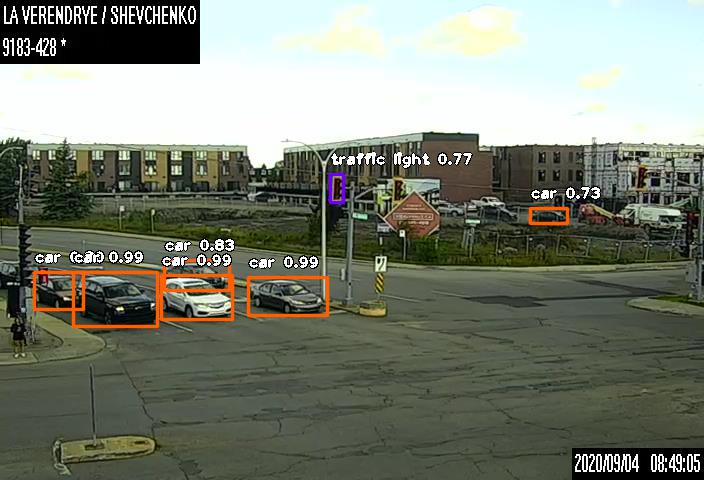 LA VERENDRYE / SHEVCHENKO
9183-428 *
traffic light 0.77
car 0.73
car 0.83
car 0.99
car 0.99
car 0.99
2020/09/04 08:49:05